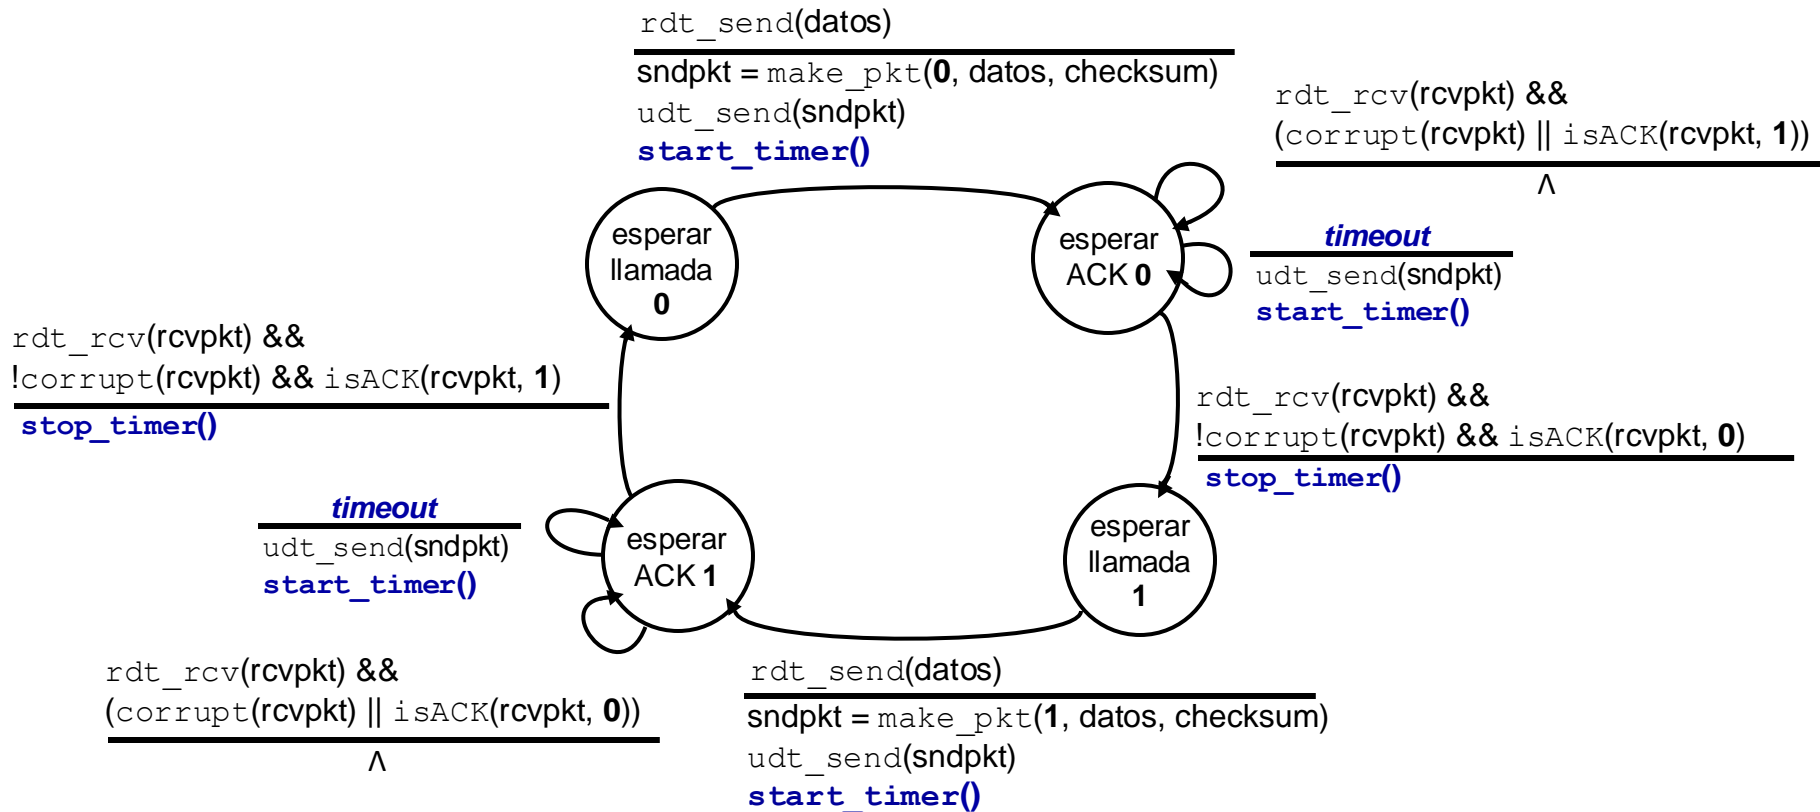 rdt_send(datos)
sndpkt = make_pkt(0, datos, checksum)
udt_send(sndpkt)
start_timer()
rdt_rcv(rcvpkt) &&
(corrupt(rcvpkt) || isACK(rcvpkt, 1))
Λ
esperar
llamada
0
esperar
ACK 0
timeout
udt_send(sndpkt)
start_timer()
rdt_rcv(rcvpkt) &&
!corrupt(rcvpkt) && isACK(rcvpkt, 1)
stop_timer()
rdt_rcv(rcvpkt) &&
!corrupt(rcvpkt) && isACK(rcvpkt, 0)
stop_timer()
timeout
udt_send(sndpkt)
start_timer()
esperar
ACK 1
esperar
llamada
1
rdt_rcv(rcvpkt) &&
(corrupt(rcvpkt) || isACK(rcvpkt, 0))
Λ
rdt_send(datos)
sndpkt = make_pkt(1, datos, checksum)
udt_send(sndpkt)
start_timer()